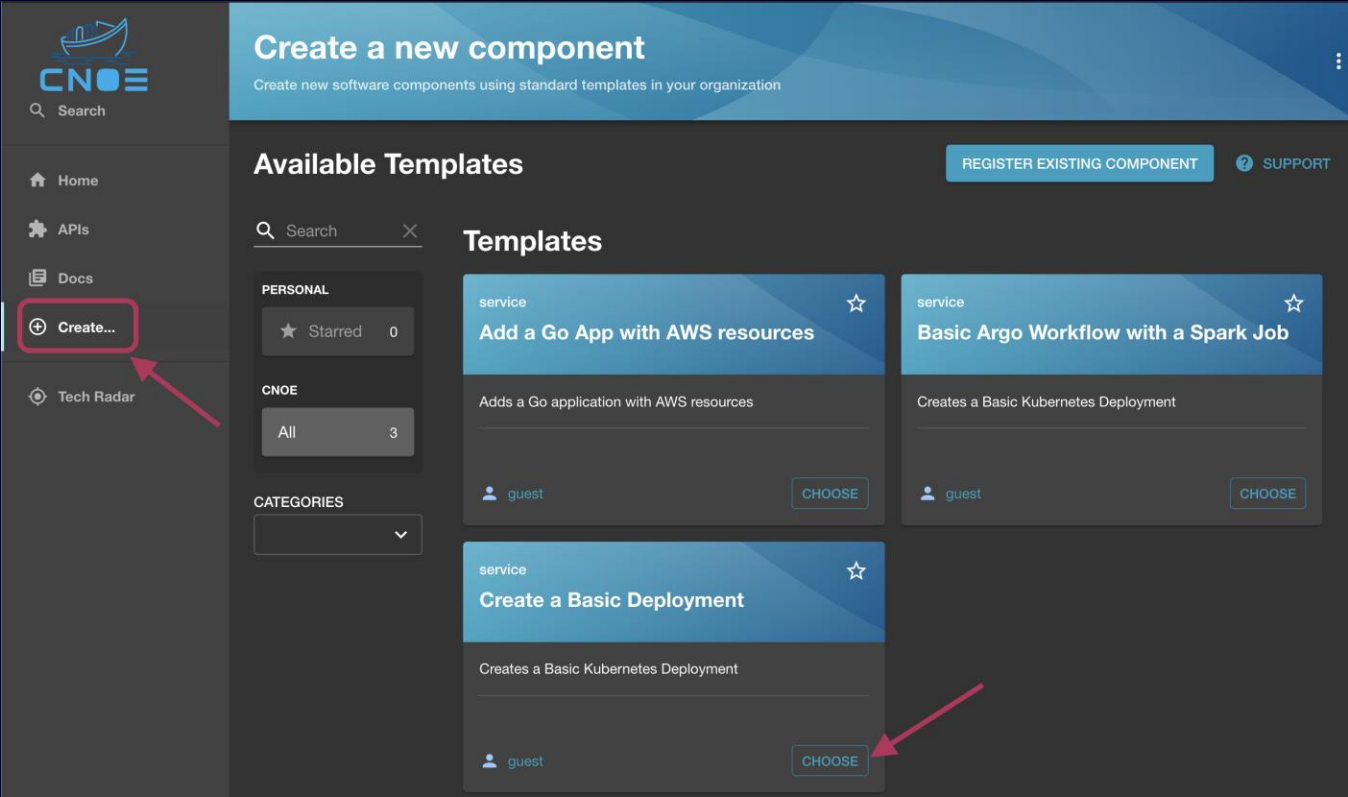 CNOE
Search
Home
APIs
Docs
Create...
Tech Radar
Create a new component
Create new software components using standard templates in your organization
Available Templates
REGISTER EXISTING COMPONENT
SUPPORT
Search
PERSONAL
Starred 0
CNOE
All 3
CATEGORIES
Templates
service
Add a Go App with AWS resources
Adds a Go application with AWS resources
guest
CHOOSE
service
Basic Argo Workflow with a Spark Job
Creates a Basic Kubernetes Deployment
guest
CHOOSE
service
Create a Basic Deployment
Creates a Basic Kubernetes Deployment
guest
CHOOSE